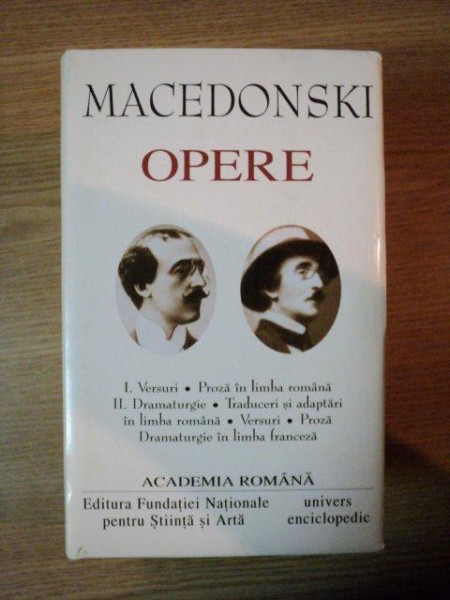 MACEDONSKI
OPERE
I. Versuri • Proză în limba română
II. Dramaturgie • Traduceri și adaptări
în limba română • Versuri • Proză
Dramaturgie în limba franceză
ACADEMIA ROMÂNĂ
Editura Fundației Naționale univers
pentru Știință și Artă enciclopedic